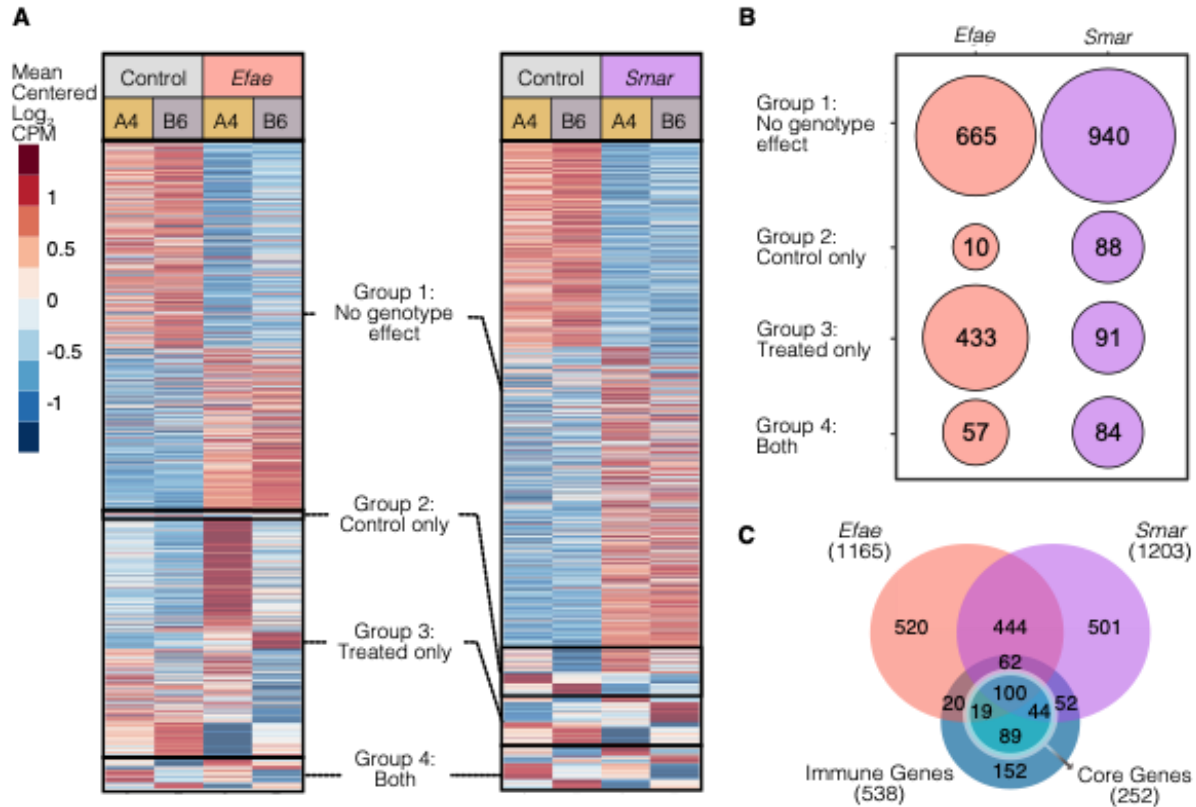 A
Mean
Centered
Log2
CPM
1
0.5
0
-0.5
-1
Control Efae
A4 B6 A4 B6
Control Smar
A4 B6 A4 B6
Group 1:
No genotype
effect
Group 2:
Control only
Group 3:
Treated only
Group 4:
Both
B
Efae Smar
Group 1:
No genotype
effect
665 940
Group 2:
Control only
10 88
Group 3:
Treated only
433 91
Group 4:
Both
57 84
C
Efae
(1165)
Smar
(1203)
520 444 501
62
100
20 19 44 52
89
152
Immune Genes
(538)
Core Genes
(252)